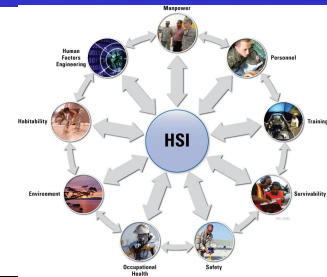 Manpower
Human
Factors
Engineering
Personnel
Habitability
HSI
Training
Environment
Survivability
Occupational
Health
Safety